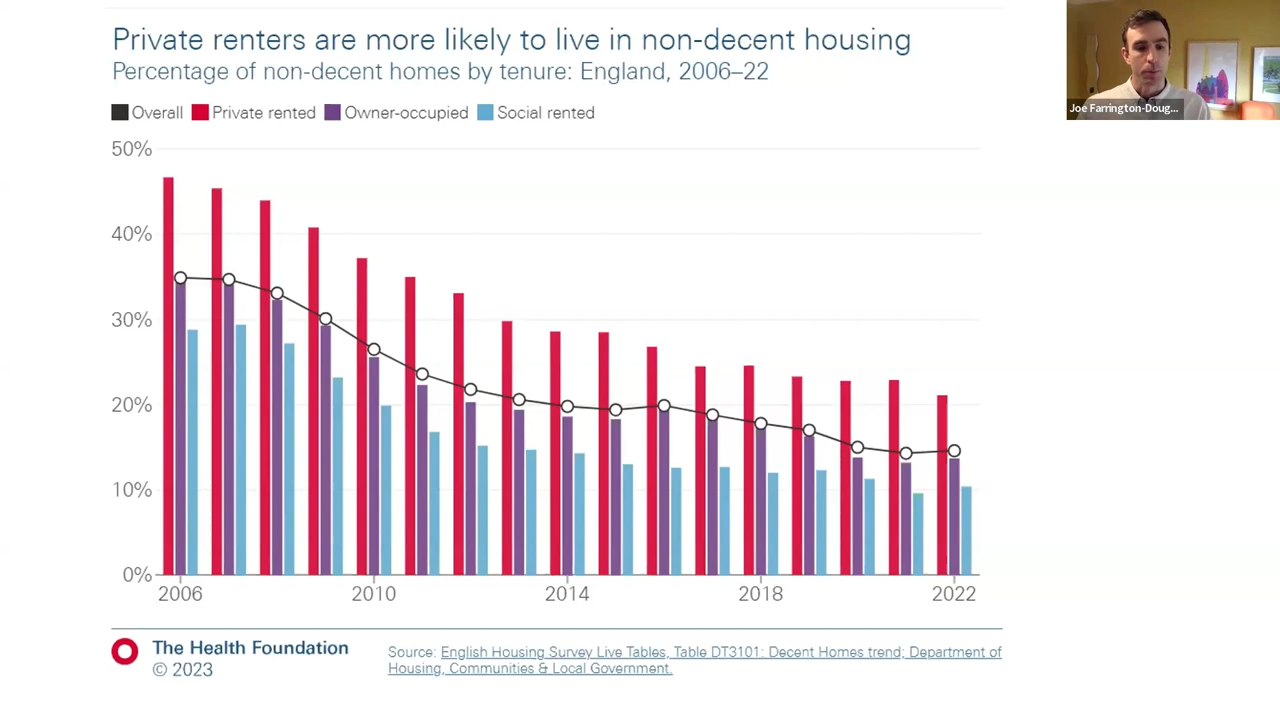 Private renters are more likely to live in non-decent housing
Percentage of non-decent homes by tenure: England, 2006–22
Overall Private rented Owner-occupied Social rented
50%
40%
30%
20%
10%
0%
2006 2010 2014 2018 2022
The Health Foundation
© 2023
Source: English Housing Survey Live Tables, Table DT3101: Decent Homes trend; Department of
Housing, Communities & Local Government.
Joe Farrington-Doug...